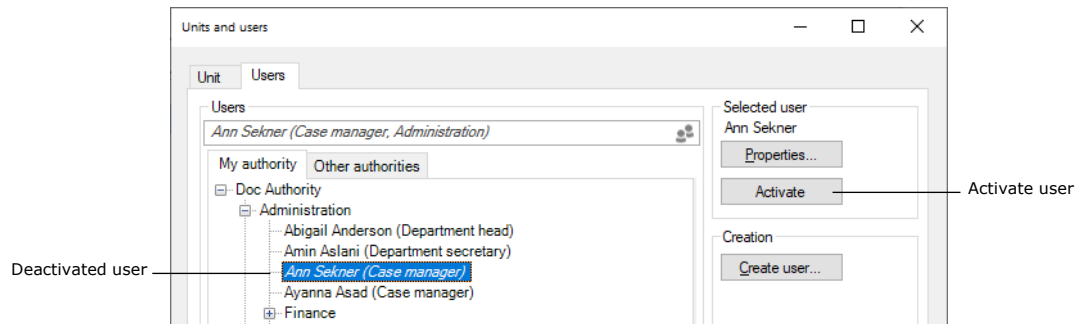 Units and users
Unit
Users
Users
Ann Sekner (Case manager, Administration)
My authority
Other authorities
Doc Authority
Administration
Abigail Anderson (Department head)
Amin Aslani (Department secretary)
Ann Sekner (Case manager)
Ayanna Asad (Case manager)
Finance
Selected user
Ann Sekner
Properties...
Activate
Creation
Create user...
Activate user
Deactivated user